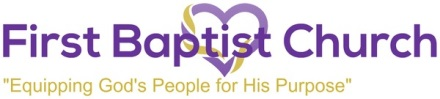 First Baptist Church
"Equipping God's People for His Purpose"